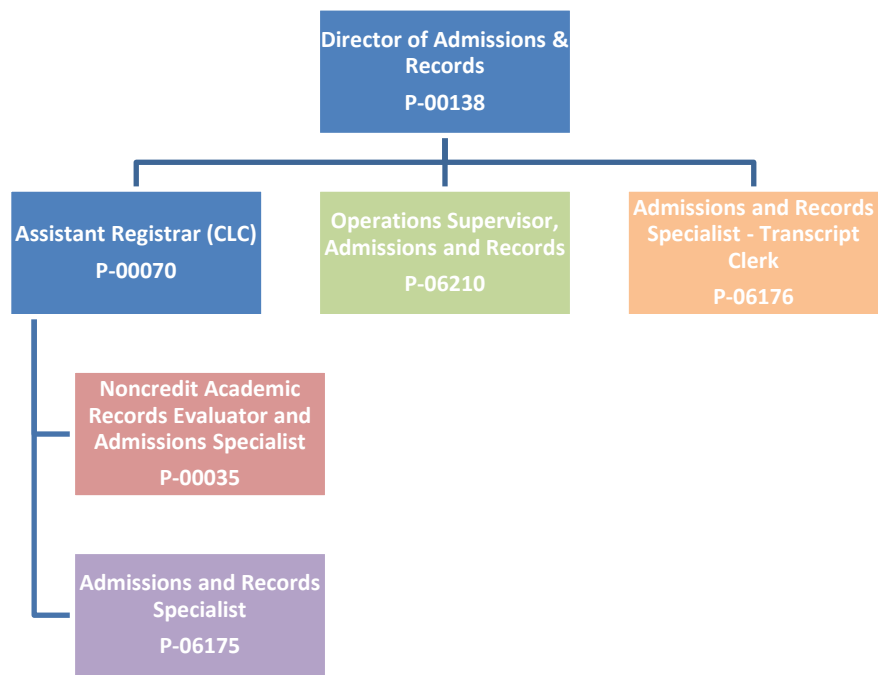 Director of Admissions &
Records
P-00138
Assistant Registrar (CLC)
P-00070
Operations Supervisor,
Admissions and Records
P-06210
Admissions and Records
Specialist - Transcript
Clerk
P-06176
Noncredit Academic
Records Evaluator and
Admissions Specialist
P-00035
Admissions and Records
Specialist
P-06175